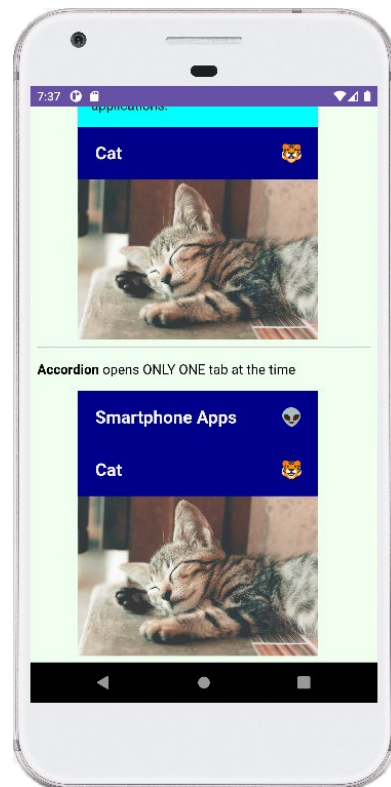 7:37
applications.
Cat
Accordion opens ONLY ONE tab at the time
Smartphone Apps
Cat